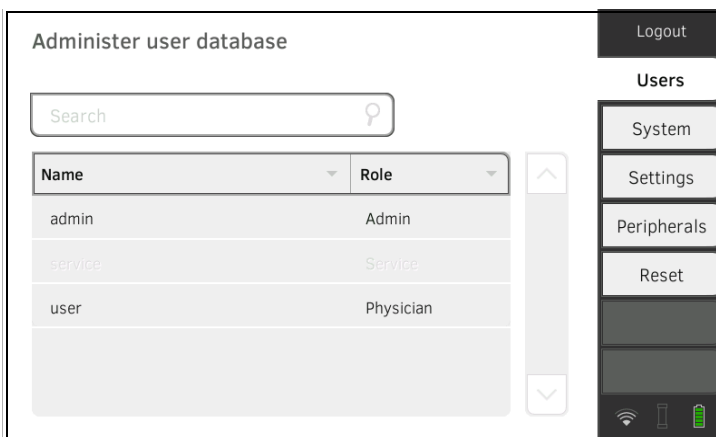 Administer user database
Logout
Users
Search
System
Name Role
Settings
admin Admin
Peripherals
service Service
Reset
user Physician